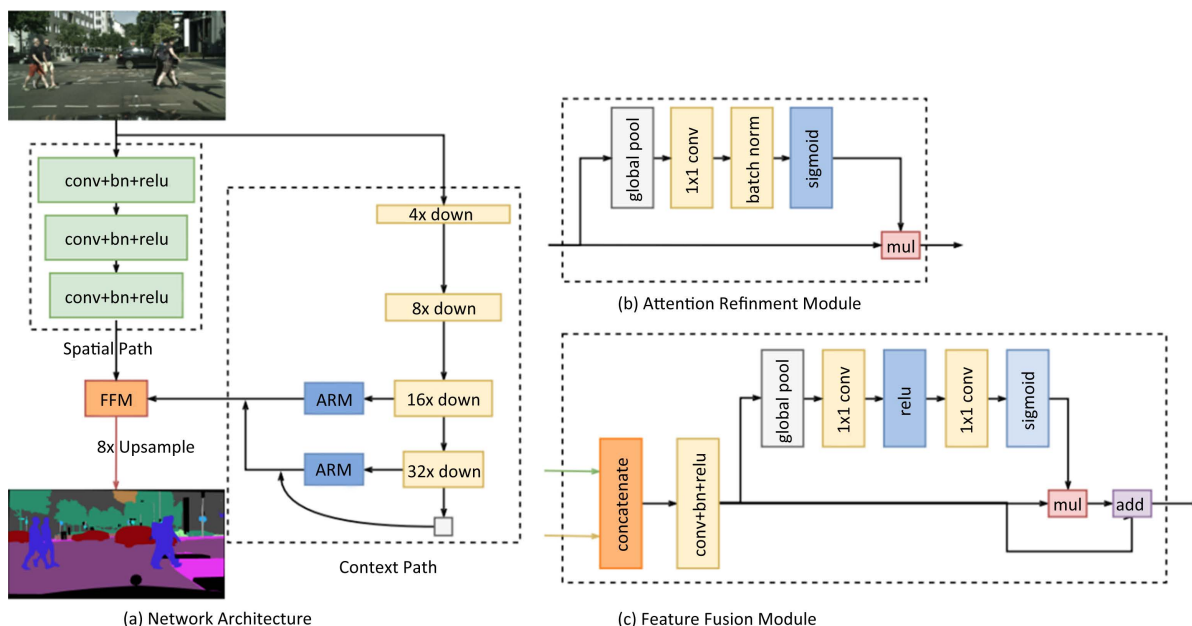 conv+bn+relu
conv+bn+relu
conv+bn+relu
Spatial Path
FFM
8x Upsample
4x down
8x down
ARM
16x down
ARM
32x down
Context Path
(a) Network Architecture
global pool
1x1 conv
batch norm
sigmoid
mul
(b) Attention Refinment Module
global pool
1x1 conv
relu
1x1 conv
sigmoid
concatenate
conv+bn+relu
mul
add
(c) Feature Fusion Module